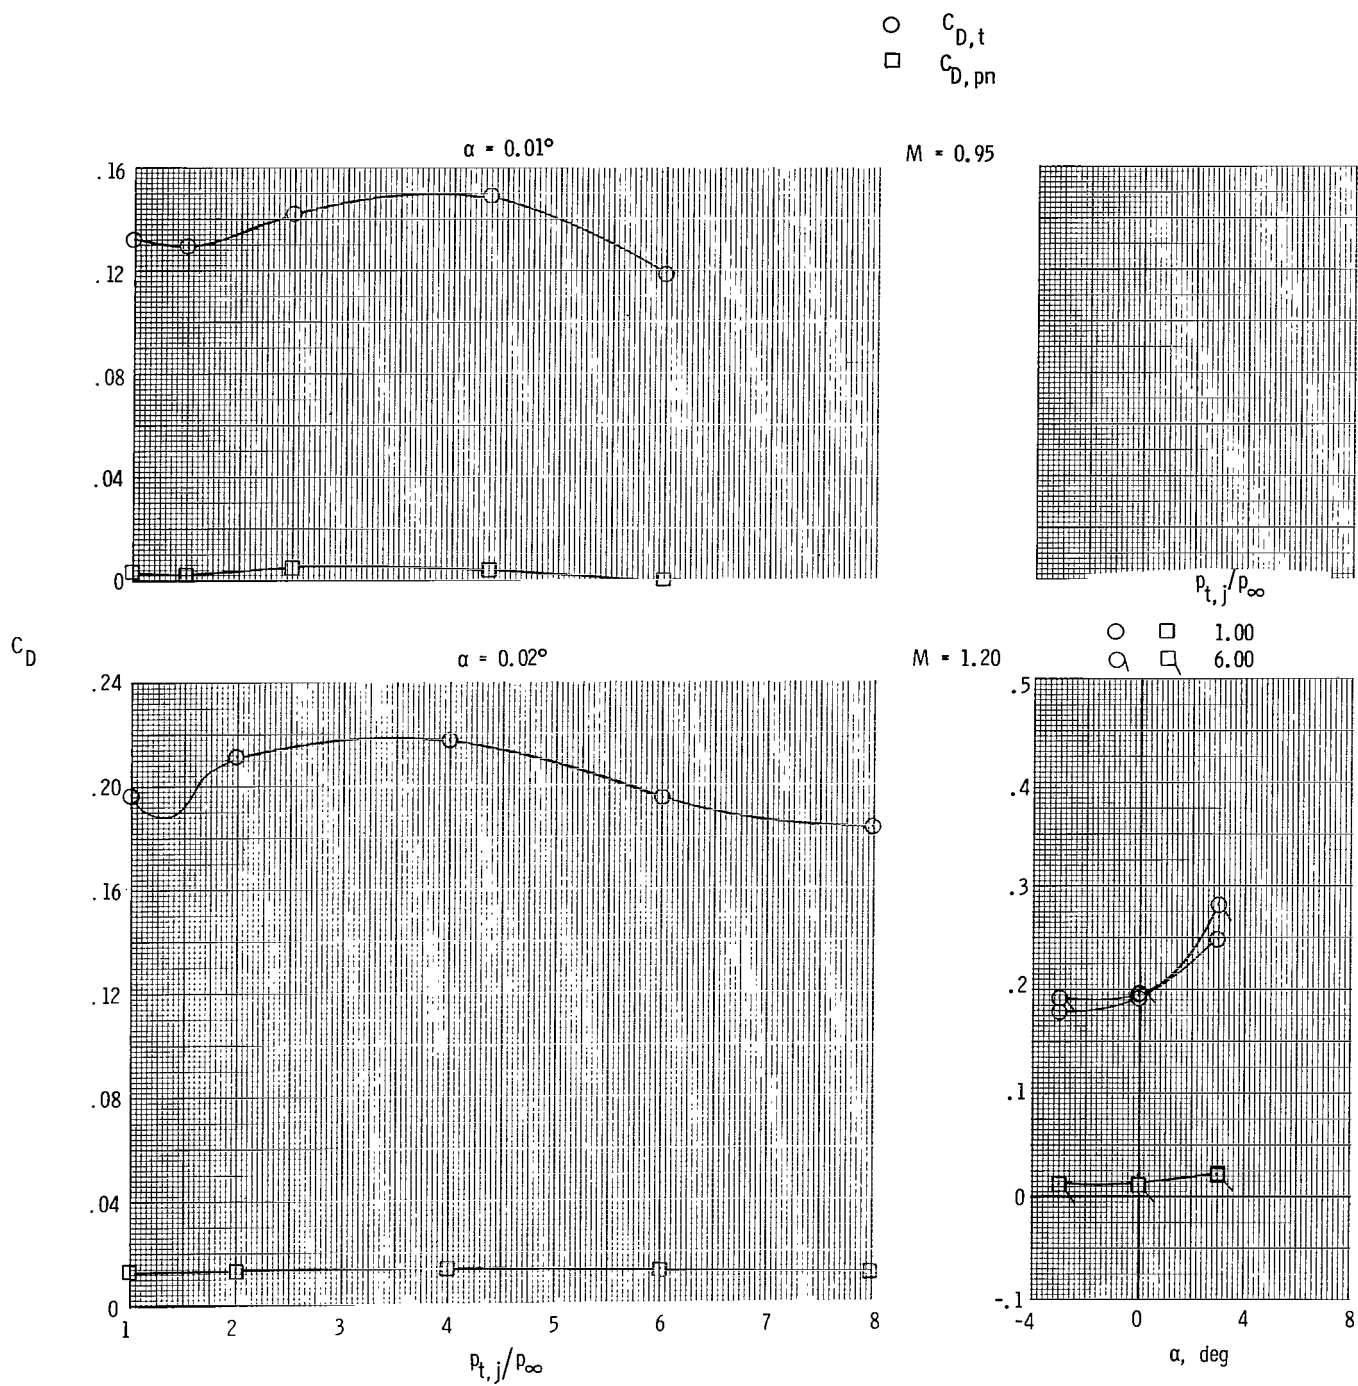 C_D,t
C_D,pn
α = 0.01°
M = 0.95
.16
.12
.08
.04
0
p_t,j/p_∞
1.00
6.00
C_D
α = 0.02°
M = 1.20
.24
.20
.16
.12
.08
.04
0
1 2 3 4 5 6 7 8
p_t,j/p_∞
.5
.4
.3
.2
.1
0
-.1
-4 0 4 8
α, deg